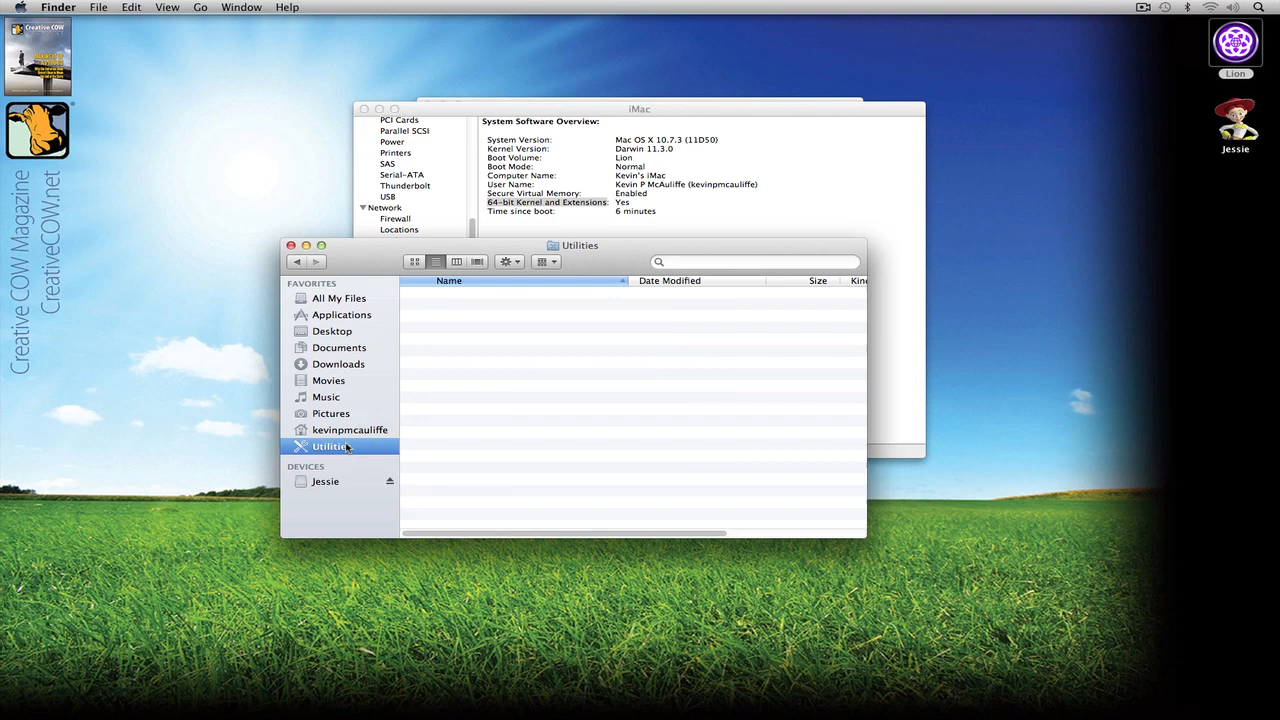 Finder File Edit View Go Window Help
Creative COW
Creative COW Magazine
CreativeCOW.net
Lion
Jessie
iMac
PCI Cards
Parallel SCSI
Power
Printers
SAS
Serial-ATA
Thunderbolt
USB
Network
Firewall
Locations
System Software Overview:
System Version: Mac OS X 10.7.3 (11D50)
Kernel Version: Darwin 11.3.0
Boot Volume: Lion
Boot Mode: Normal
Computer Name: Kevin's iMac
User Name: Kevin P McAuliffe (kevinpmcauliffe)
Secure Virtual Memory: Enabled
64-bit Kernel and Extensions: Yes
Time since boot: 6 minutes
Utilities
FAVORITES
All My Files
Applications
Desktop
Documents
Downloads
Movies
Music
Pictures
kevinpmcauliffe
Utilities
DEVICES
Jessie
Name Date Modified Size Kin